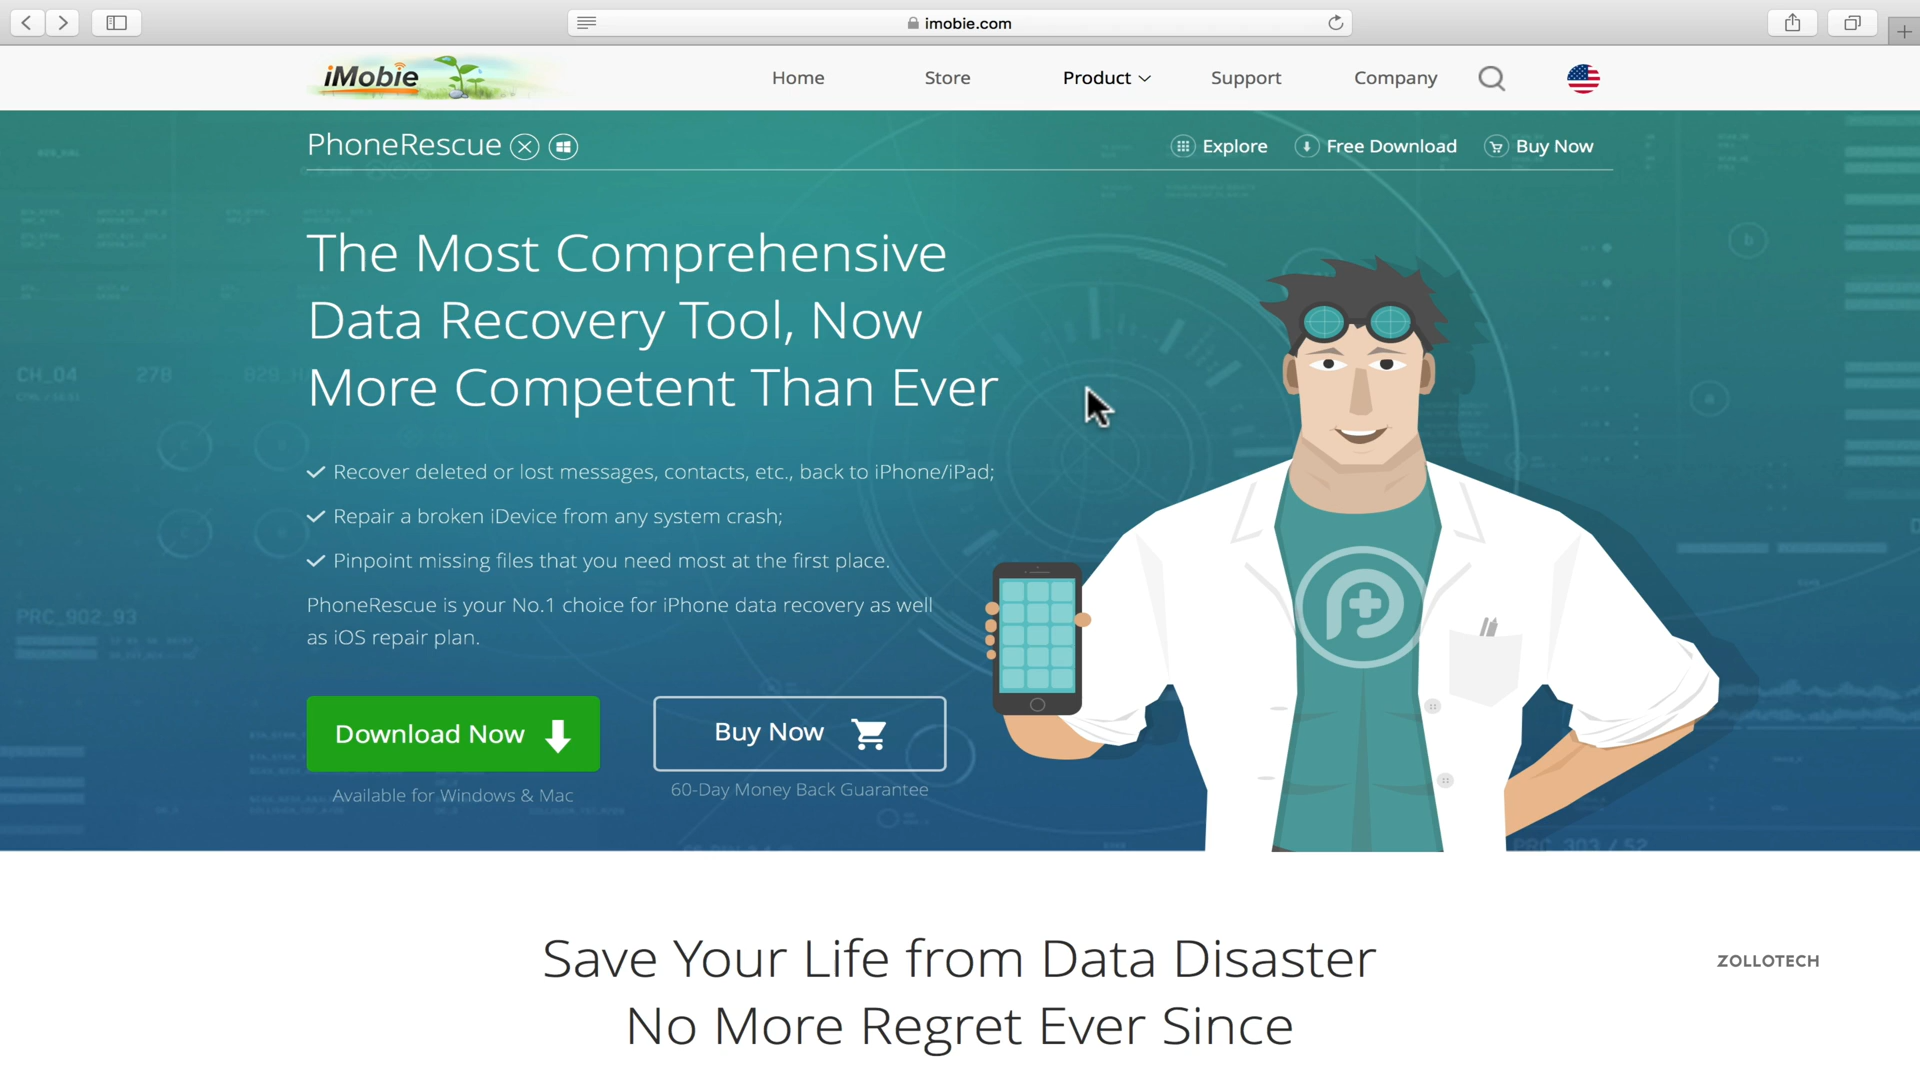 imobie.com
iMobie
Home
Store
Product
Support
Company
PhoneRescue
Explore
Free Download
Buy Now
The Most Comprehensive
Data Recovery Tool, Now
More Competent Than Ever
Recover deleted or lost messages, contacts, etc., back to iPhone/iPad;
Repair a broken iDevice from any system crash;
Pinpoint missing files that you need most at the first place.
PhoneRescue is your No.1 choice for iPhone data recovery as well
as iOS repair plan.
Download Now
Buy Now
Available for Windows & Mac
60-Day Money Back Guarantee
CH_04
278
PRC_902_93
PRC_303 / 52
Save Your Life from Data Disaster
No More Regret Ever Since
ZOLLOTECH